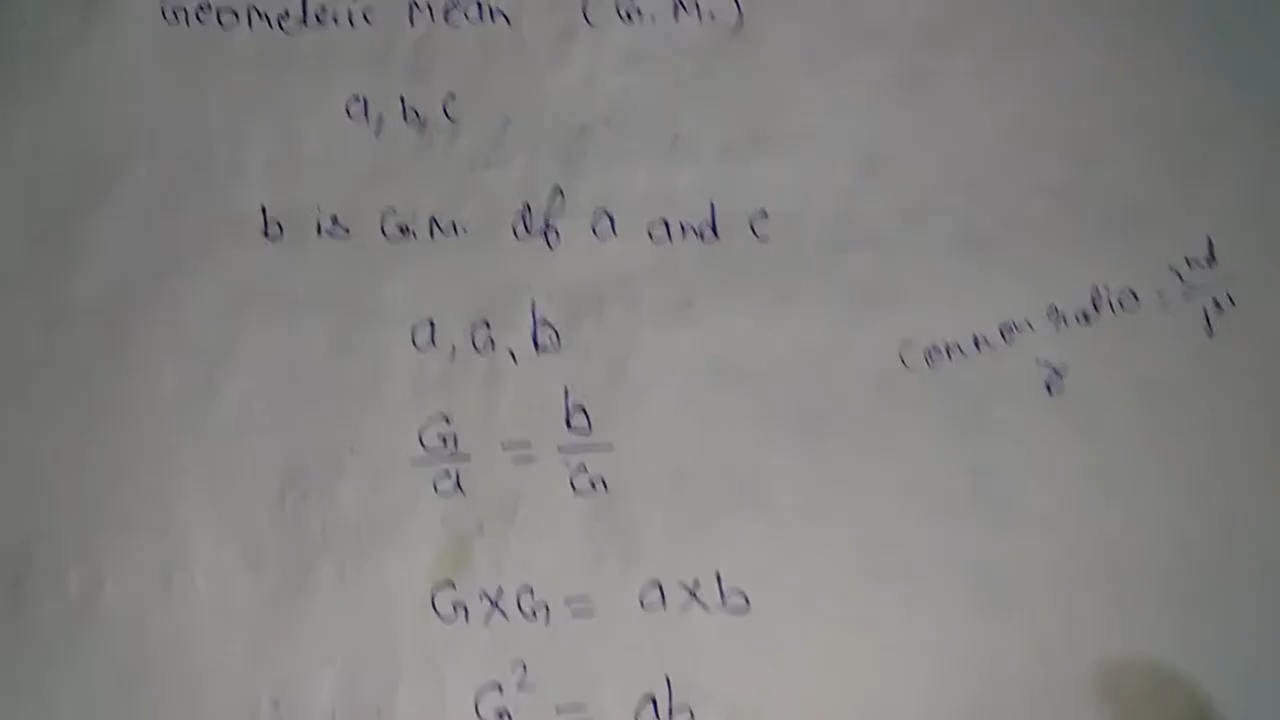 Geometric Mean (G.M.)
a, b, c
b is G.M. of a and c
a, G, b
G/a = b/G
common ratio = 2nd/1st
r
G × G = a × b
G² = ab